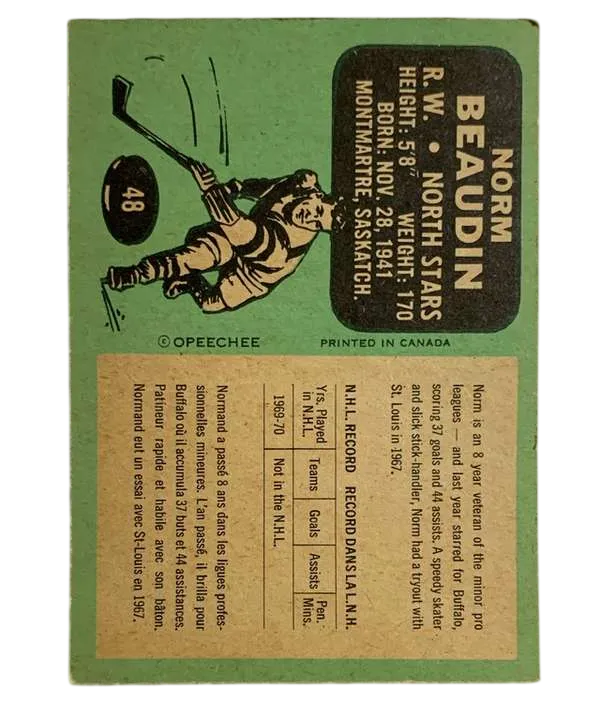 NORM
BEAUDIN
R.W. • NORTH STARS
HEIGHT: 5'8" WEIGHT: 170
BORN: NOV. 28, 1941
MONTMARTRE, SASKATCH.
48
© OPEECHEE
PRINTED IN CANADA
Norm is an 8 year veteran of the minor pro
leagues — and last year starred for Buffalo,
scoring 37 goals and 44 assists. A speedy skater
and slick stick-handler, Norm had a tryout with
St. Louis in 1967.
N.H.L. RECORD RECORD DANS LA L.N.H.
Yrs. Played in N.H.L. Teams Goals Assists Pen. Mins.
1969-70 Not in the N.H.L.
Normand a passé 8 ans dans les ligues profes-
sionnelles mineures. L'an passé, il brilla pour
Buffalo où il accumula 37 buts et 44 assistances.
Patineur rapide et habile avec son bâton.
Normand eut un essai avec St-Louis en 1967.